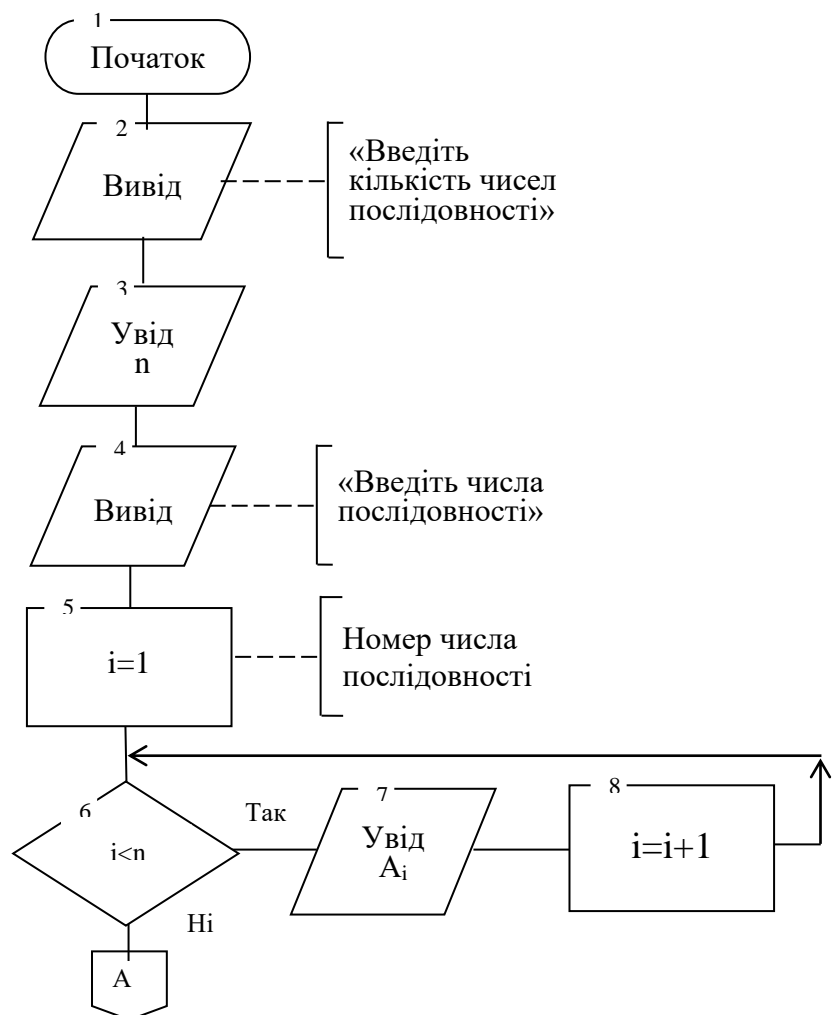 1
Початок
2
Вивід
«Введіть
кількість чисел
послідовності»
3
Увід
n
4
Вивід
«Введіть числа
послідовності»
5
i=1
Номер числа
послідовності
6
i<n
Так
Ні
7
Увід
Ai
8
i=i+1
А